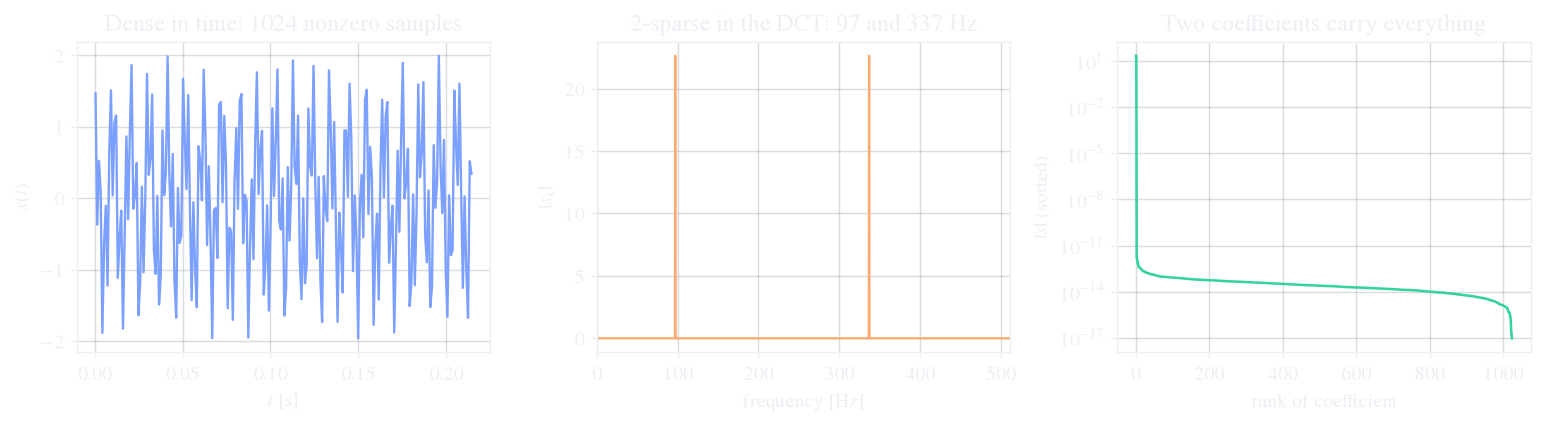 Dense in time: 1024 nonzero samples
2
1
0
−1
−2
x(t)
0.00 0.05 0.10 0.15 0.20
t [s]
2-sparse in the DCT: 97 and 337 Hz
20
15
10
5
0
|sₖ|
0 100 200 300 400 500
frequency [Hz]
Two coefficients carry everything
10¹
10⁻²
10⁻⁵
10⁻⁸
10⁻¹¹
10⁻¹⁴
10⁻¹⁷
|s| (sorted)
0 200 400 600 800 1000
rank of coefficient